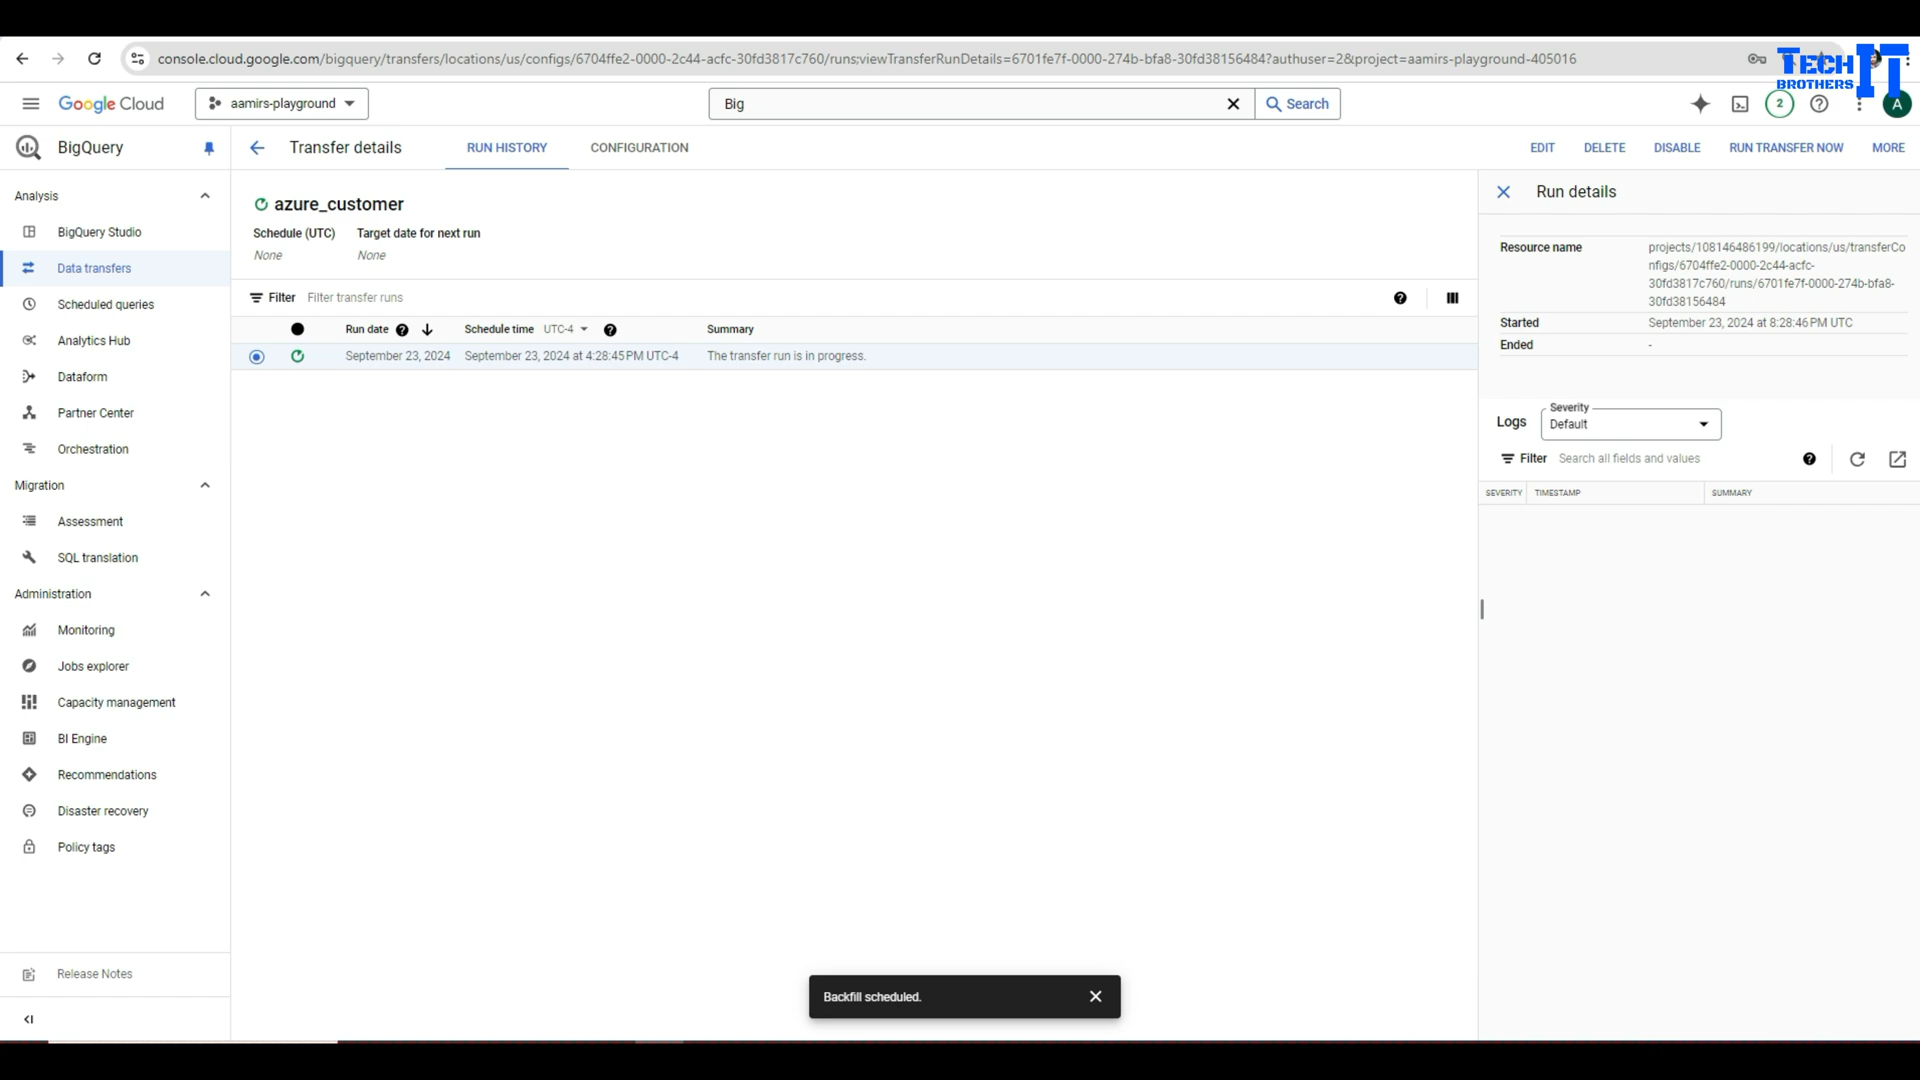 console.cloud.google.com/bigquery/transfers/locations/us/configs/6704ffe2-0000-2c44-acfc-30fd3817c760/runs;viewTransferRunDetails=6701fe7f-0000-274b-bfa8-30fd38156484?authuser=2&project=aamirs-playground-405016
TECH IT
BROTHERS
Google Cloud
aamirs-playground
Big
Search
2
A
BigQuery
Transfer details
RUN HISTORY
CONFIGURATION
EDIT
DELETE
DISABLE
RUN TRANSFER NOW
MORE
Analysis
BigQuery Studio
Data transfers
Scheduled queries
Analytics Hub
Dataform
Partner Center
Orchestration
Migration
Assessment
SQL translation
Administration
Monitoring
Jobs explorer
Capacity management
BI Engine
Recommendations
Disaster recovery
Policy tags
Release Notes
azure_customer
Schedule (UTC) Target date for next run
None None
Filter Filter transfer runs
Run date Schedule time UTC-4 Summary
September 23, 2024 September 23, 2024 at 4:28:45 PM UTC-4 The transfer run is in progress.
Backfill scheduled.
Run details
Resource name projects/108146486199/locations/us/transferCo
nfigs/6704ffe2-0000-2c44-acfc-
30fd3817c760/runs/6701fe7f-0000-274b-bfa8-
30fd38156484
Started September 23, 2024 at 8:28:46 PM UTC
Ended -
Logs
Severity
Default
Filter Search all fields and values
SEVERITY TIMESTAMP SUMMARY